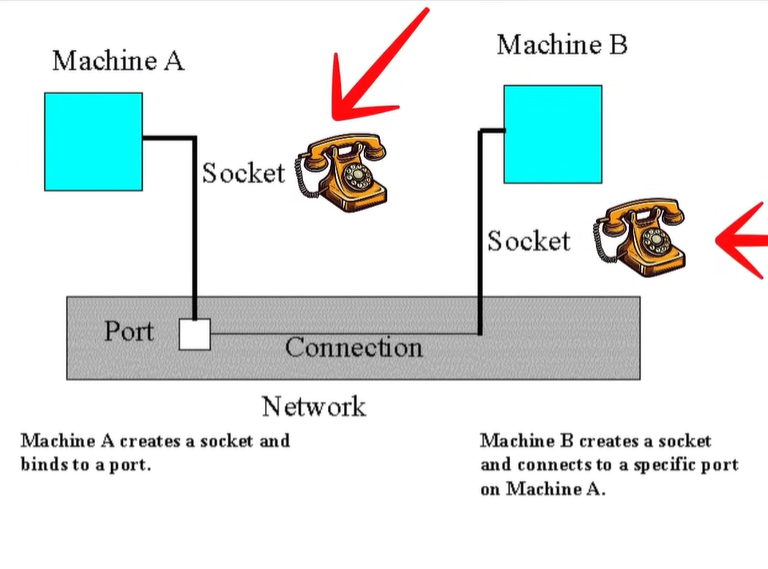 Machine A
Machine B
Socket
Socket
Port
Connection
Network
Machine A creates a socket and
binds to a port.
Machine B creates a socket
and connects to a specific port
on Machine A.